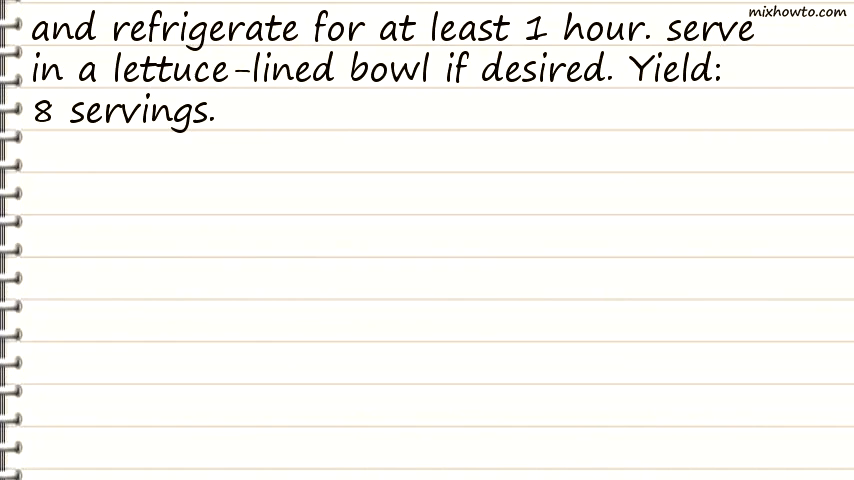 mixhowto.com
and refrigerate for at least 1 hour. serve
in a lettuce-lined bowl if desired. Yield:
8 servings.